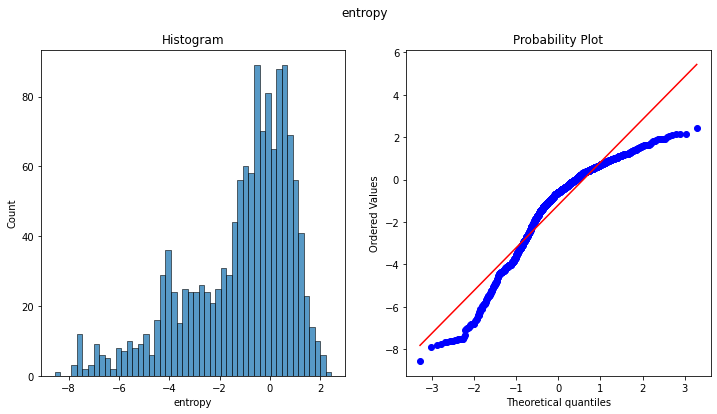 entropy
Histogram
Probability Plot
80
60
40
20
0
Count
−8 −6 −4 −2 0 2
entropy
6
4
2
0
−2
−4
−6
−8
Ordered Values
−3 −2 −1 0 1 2 3
Theoretical quantiles